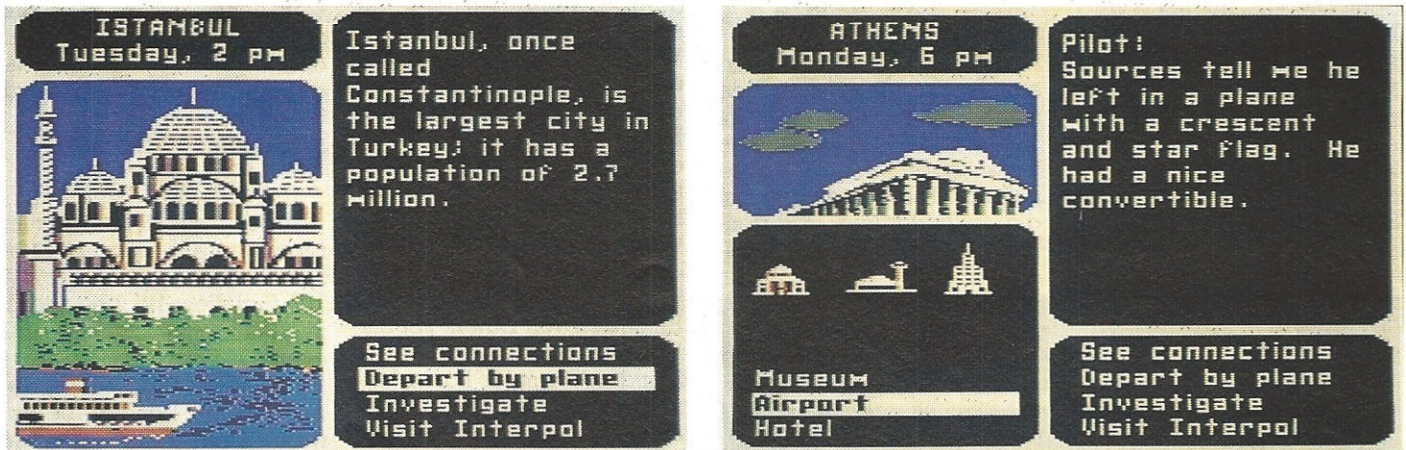 ISTANBUL
Tuesday, 2 pm
Istanbul, once
called
Constantinople, is
the largest city in
Turkey; it has a
population of 2.7
million.
See connections
Depart by plane
Investigate
Visit Interpol
ATHENS
Monday, 6 pm
Pilot:
Sources tell me he
left in a plane
with a crescent
and star flag. He
had a nice
convertible.
Museum
Airport
Hotel
See connections
Depart by plane
Investigate
Visit Interpol